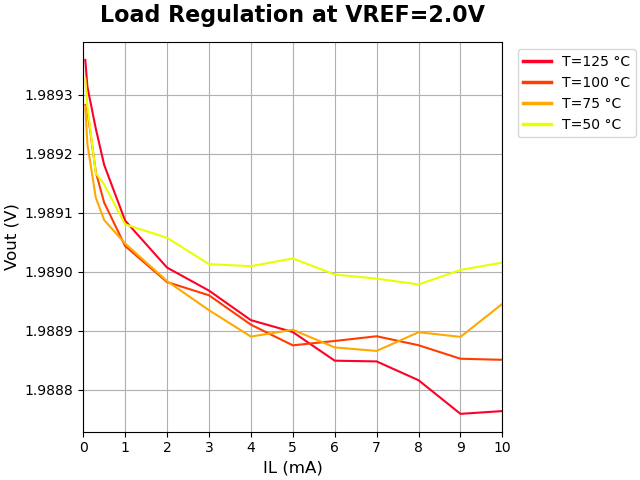 Load Regulation at VREF=2.0V
T=125 °C
T=100 °C
T=75 °C
T=50 °C
Vout (V)
1.9893
1.9892
1.9891
1.9890
1.9889
1.9888
0 1 2 3 4 5 6 7 8 9 10
IL (mA)